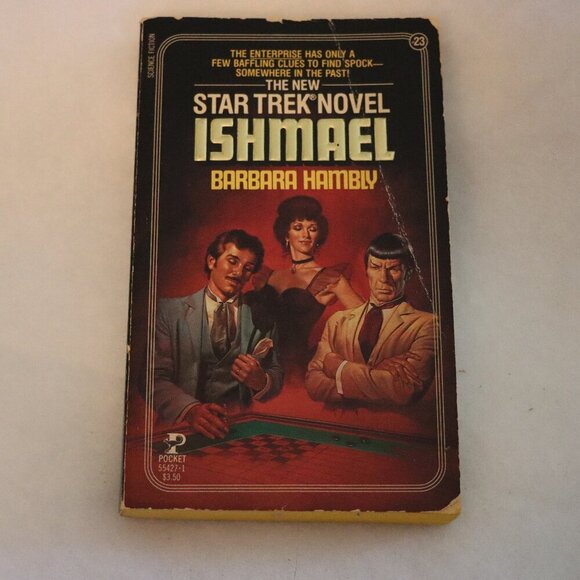 SCIENCE FICTION
23
THE ENTERPRISE HAS ONLY A
FEW BAFFLING CLUES TO FIND SPOCK—
SOMEWHERE IN THE PAST!
THE NEW
STAR TREK® NOVEL
ISHMAEL
BARBARA HAMBLY
P
POCKET
55427-1
$3.50